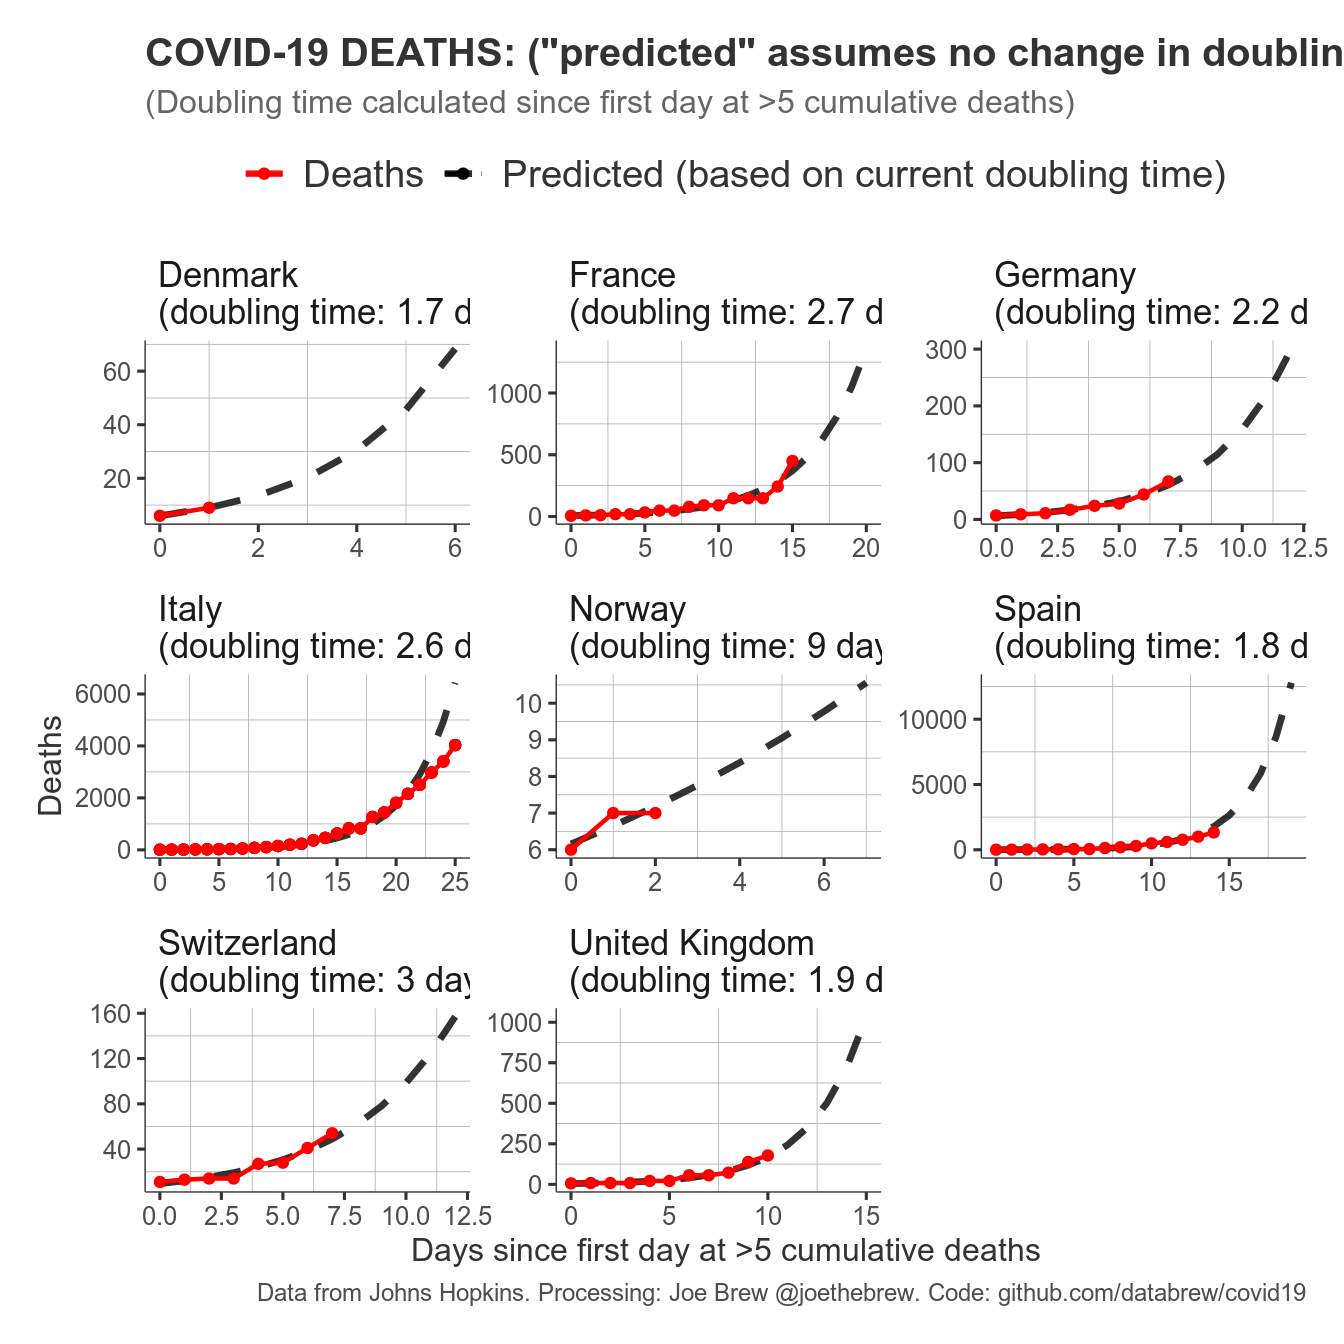 COVID-19 DEATHS: ("predicted" assumes no change in doublin
(Doubling time calculated since first day at >5 cumulative deaths)
Deaths Predicted (based on current doubling time)
Denmark
(doubling time: 1.7 d
60
40
20
0 2 4 6
France
(doubling time: 2.7 d
1000
500
0
0 5 10 15 20
Germany
(doubling time: 2.2 d
300
200
100
0
0.0 2.5 5.0 7.5 10.0 12.5
Deaths
Italy
(doubling time: 2.6 d
6000
4000
2000
0
0 5 10 15 20 25
Norway
(doubling time: 9 day
10
9
8
7
6
0 2 4 6
Spain
(doubling time: 1.8 d
10000
5000
0
0 5 10 15
Switzerland
(doubling time: 3 day
160
120
80
40
0.0 2.5 5.0 7.5 10.0 12.5
United Kingdom
(doubling time: 1.9 d
1000
750
500
250
0
0 5 10 15
Days since first day at >5 cumulative deaths
Data from Johns Hopkins. Processing: Joe Brew @joethebrew. Code: github.com/databrew/covid19